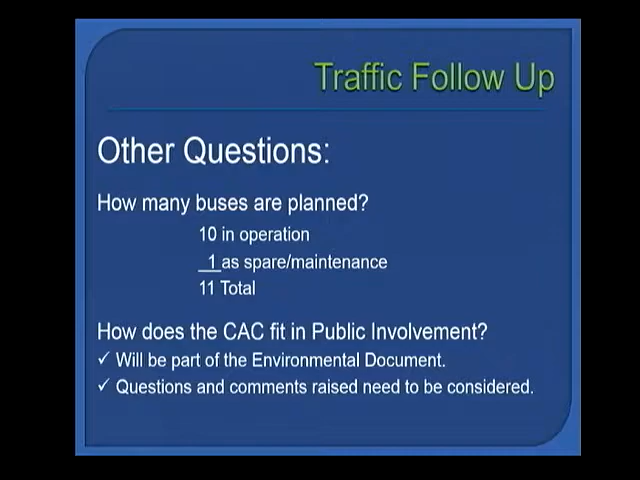 Traffic Follow Up
Other Questions:
How many buses are planned?
10 in operation
1 as spare/maintenance
11 Total
How does the CAC fit in Public Involvement?
✓ Will be part of the Environmental Document.
✓ Questions and comments raised need to be considered.